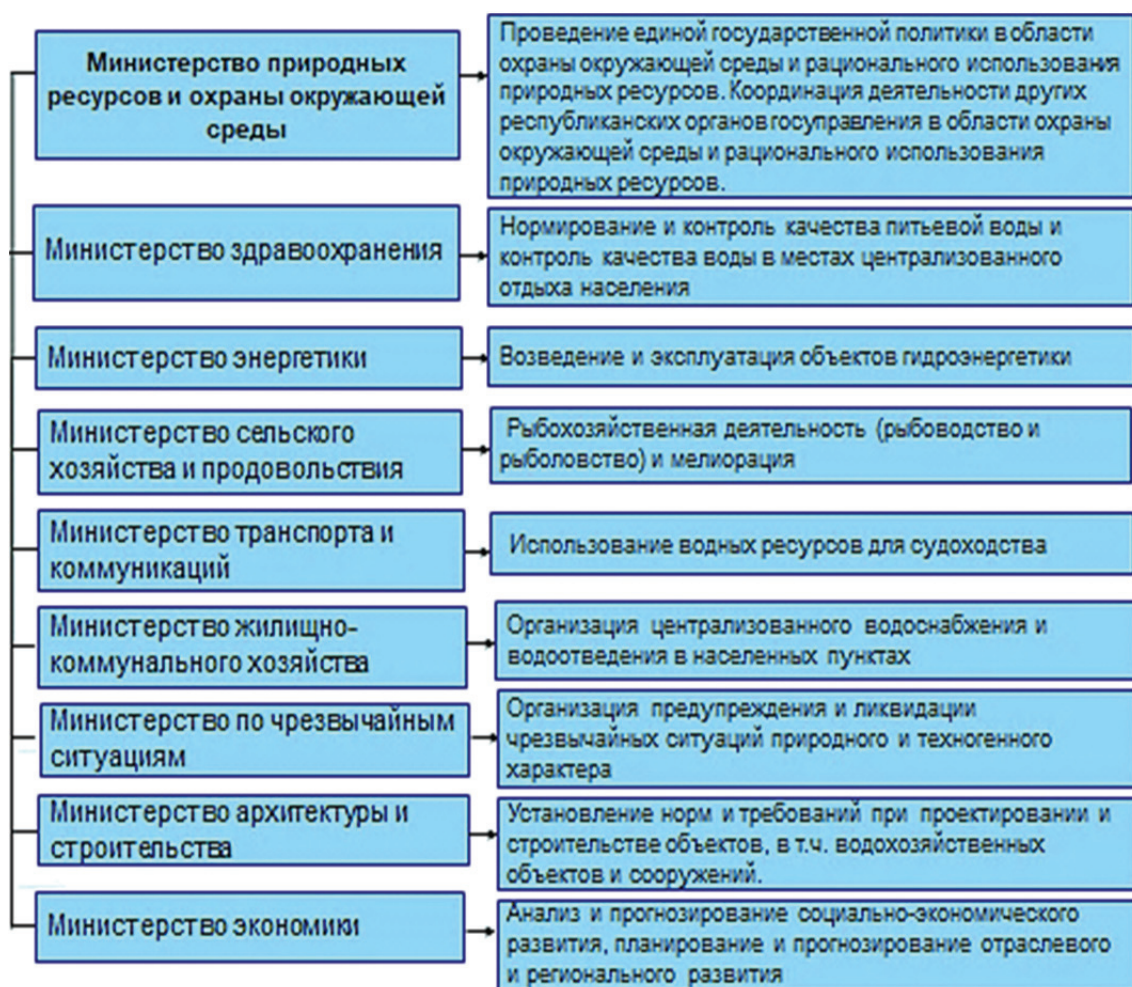 Министерство природных
ресурсов и охраны окружающей
среды
Проведение единой государственной политики в области
охраны окружающей среды и рационального использования
природных ресурсов. Координация деятельности других
республиканских органов госуправления в области охраны
окружающей среды и рационального использования
природных ресурсов.
Министерство здравоохранения
Нормирование и контроль качества питьевой воды и
контроль качества воды в местах централизованного
отдыха населения
Министерство энергетики
Возведение и эксплуатация объектов гидроэнергетики
Министерство сельского
хозяйства и продовольствия
Рыбохозяйственная деятельность (рыбоводство и
рыболовство) и мелиорация
Министерство транспорта и
коммуникаций
Использование водных ресурсов для судоходства
Министерство жилищно-
коммунального хозяйства
Организация централизованного водоснабжения и
водоотведения в населенных пунктах
Министерство по чрезвычайным
ситуациям
Организация предупреждения и ликвидации
чрезвычайных ситуаций природного и техногенного
характера
Министерство архитектуры и
строительства
Установление норм и требований при проектировании и
строительстве объектов, в т.ч. водохозяйственных
объектов и сооружений.
Министерство экономики
Анализ и прогнозирование социально-экономического
развития, планирование и прогнозирование отраслевого
и регионального развития